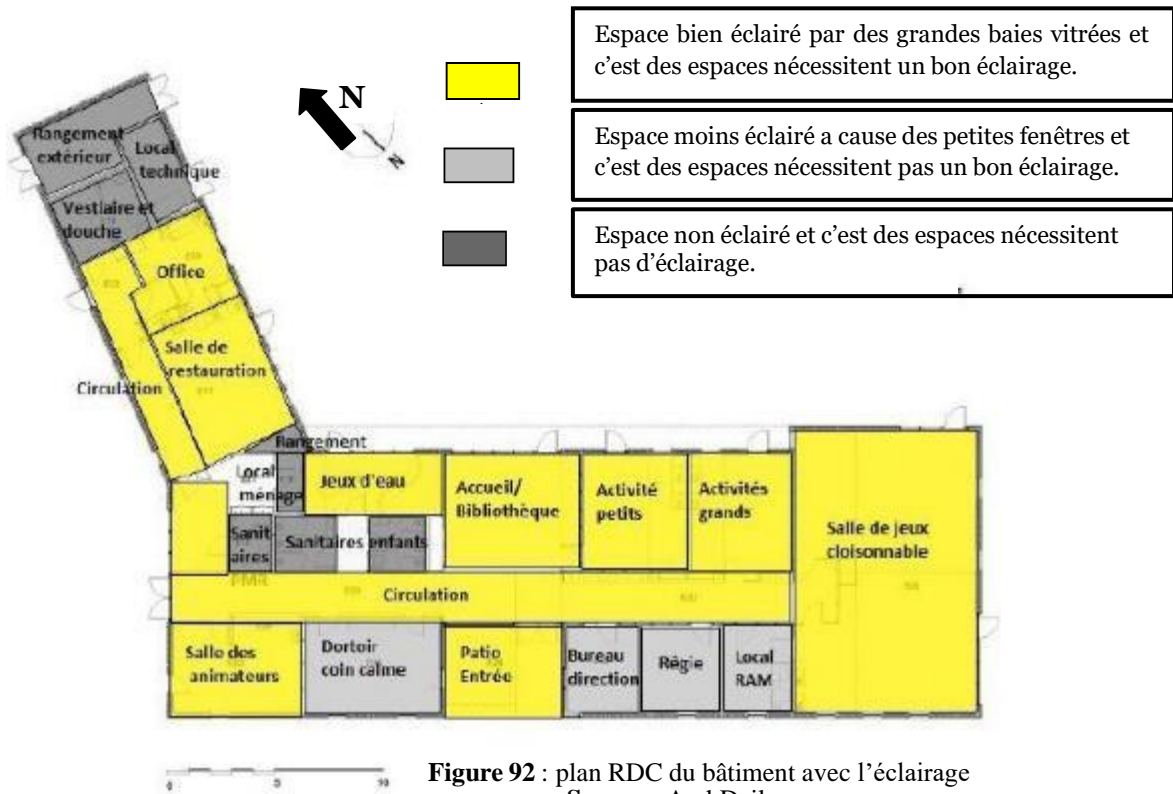 Espace bien éclairé par des grandes baies vitrées et
c'est des espaces nécessitent un bon éclairage.
N
Espace moins éclairé a cause des petites fenêtres et
c'est des espaces nécessitent pas un bon éclairage.
N
Espace non éclairé et c'est des espaces nécessitent
pas d'éclairage.
Rangement
extérieur
Local
technique
Vestiaire et
douche
Office
Salle de
restauration
Circulation
Rangement
Local
ménage
Jeux d'eau
Accueil/
Bibliothèque
Activité
petits
Activités
grands
Salle de jeux
cloisonnable
Sanit-
aires
PMR
Sanitaires enfants
Circulation
Salle des
animateurs
Dortoir
coin calme
Patio
Entrée
Bureau
direction
Régie
Local
RAM
0 5 10
Figure 92 : plan RDC du bâtiment avec l'éclairage